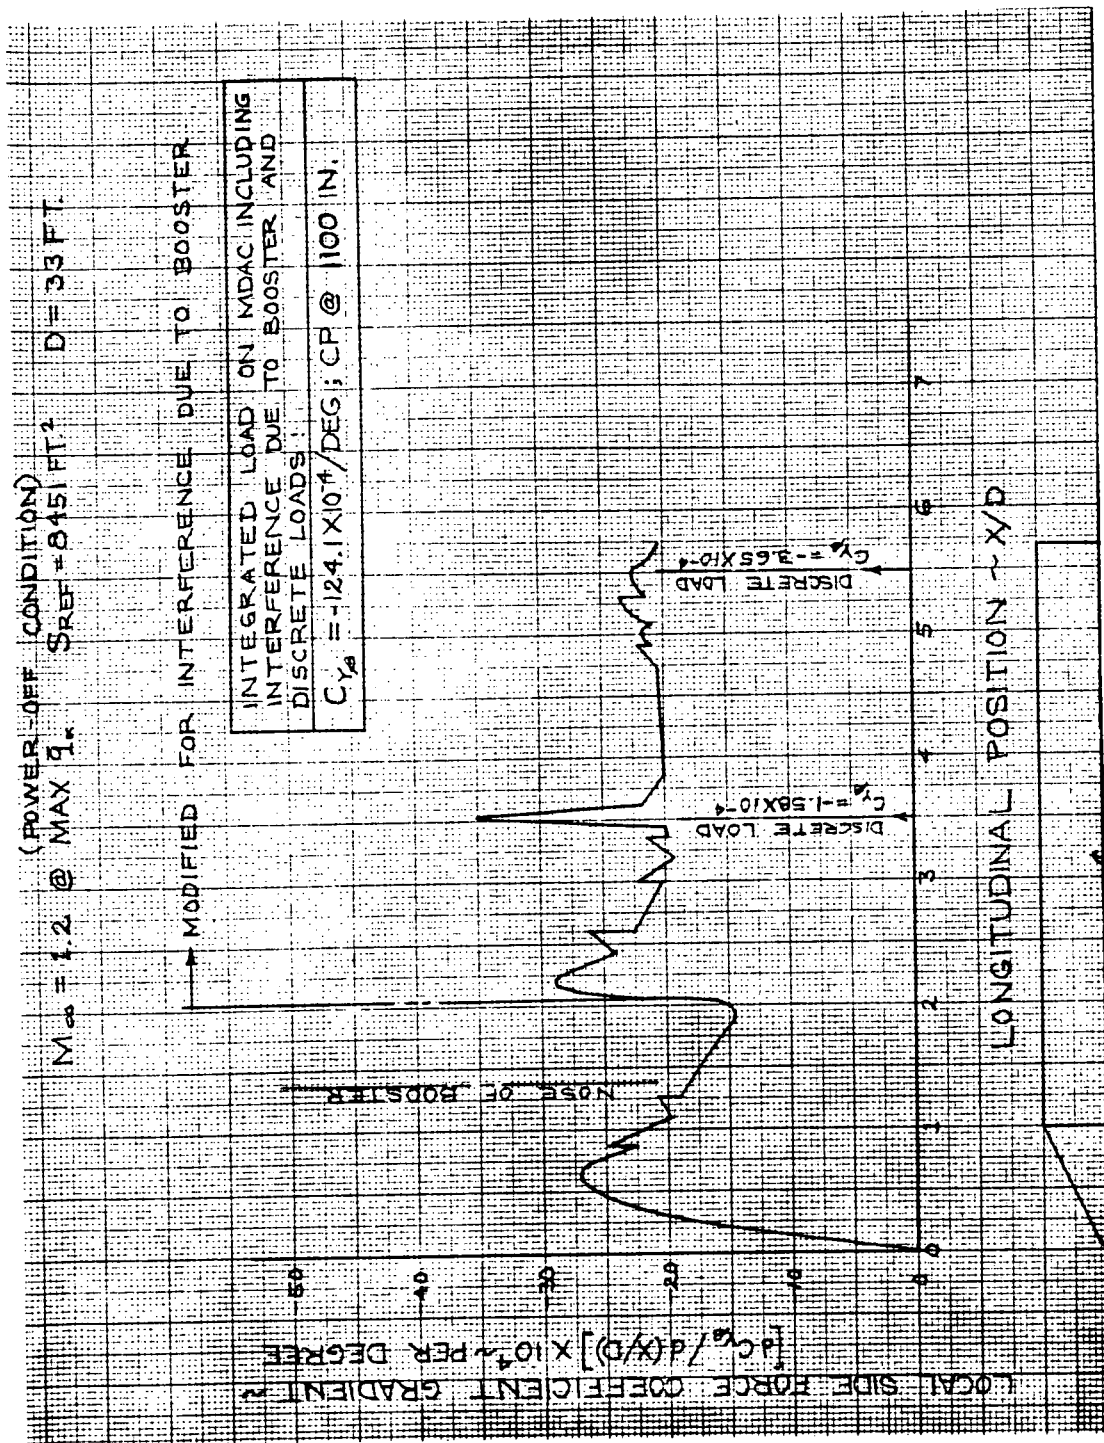 (POWER-OFF CONDITION)
M∞ = 1.2 @ MAX q̄∞ SREF = 8451 FT² D = 33 FT.
MODIFIED FOR INTERFERENCE DUE TO BOOSTER
INTEGRATED LOAD ON MDAC INCLUDING
INTERFERENCE DUE TO BOOSTER AND
DISCRETE LOADS:
CYβ = -124.1 X10⁻⁴/DEG; CP @ 1100 IN.
LOCAL SIDE FORCE COEFFICIENT GRADIENT ~
[dCYβ/d(X/D)] X 10⁴ ~ PER DEGREE
-50
-40
-30
-20
-10
0
NOSE OF BOOSTER
DISCRETE LOAD
CYβ = -1.58X10⁻⁴
DISCRETE LOAD
CYβ = -3.65X10⁻⁴
0 1 2 3 4 5 6 7
LONGITUDINAL POSITION ~ X/D